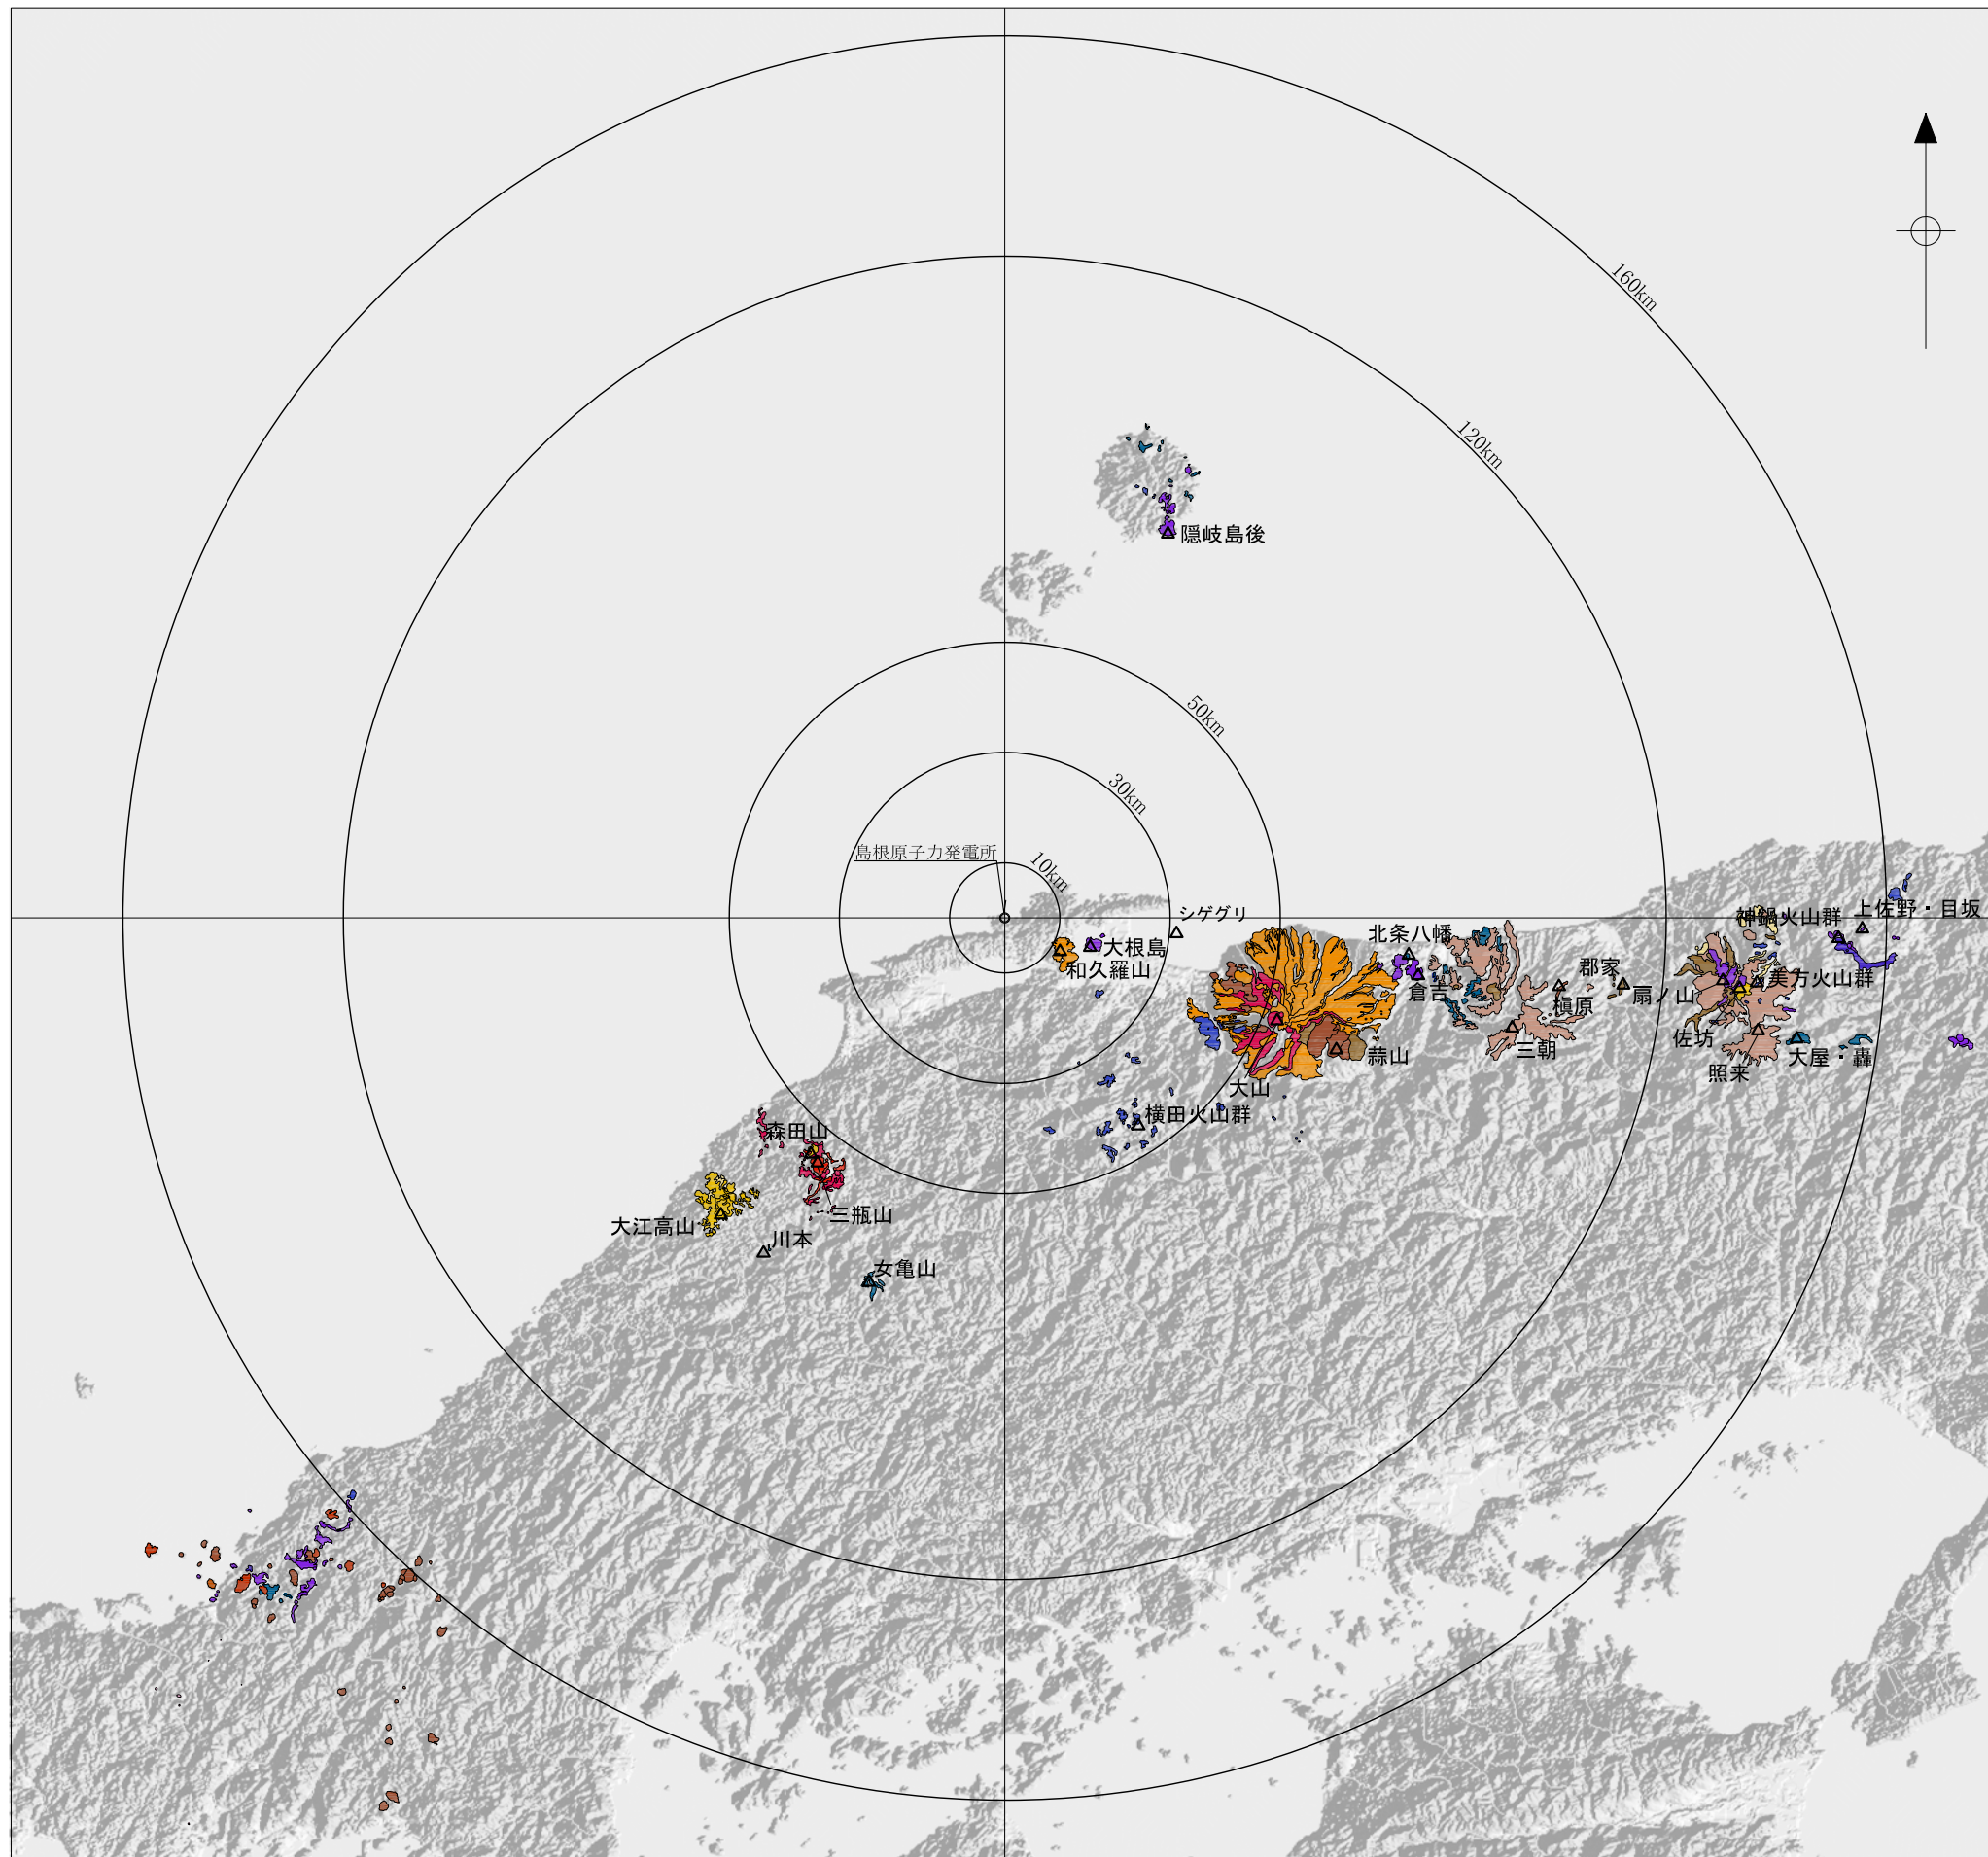 160km
120km
隠岐島後
50km
30km
島根原子力発電所
10km
シゲグリ
上佐野・目坂
神鍋火山群
北条八幡
大根島
和久羅山
郡家
美方火山群
倉吉
扇ノ山
槇原
佐坊
三朝
蒜山
大屋・轟
照来
大山
横田火山群
森田山
三瓶山
大江高山
川本
女亀山